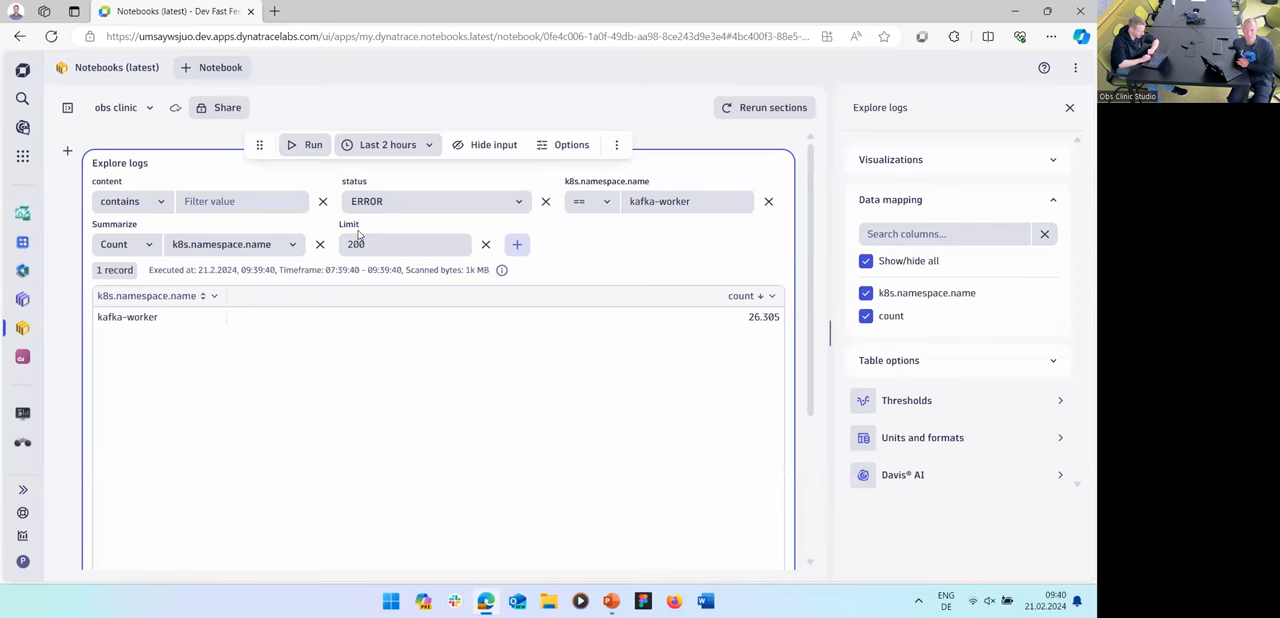 Notebooks (latest) - Dev Fast Fe
https://umsaywsjuo.dev.apps.dynatracelabs.com/ui/apps/my.dynatrace.notebooks.latest/notebook/0fe4c006-1a0f-49db-aa98-8ce243d9e3e4#4bc400f3-88e5-...
Obs Clinic Studio
Notebooks (latest)
Notebook
obs clinic
Share
Rerun sections
Explore logs
Run
Last 2 hours
Hide input
Options
Explore logs
content
status
k8s.namespace.name
contains
Filter value
ERROR
==
kafka-worker
Summarize
Limit
Count
k8s.namespace.name
200
1 record
Executed at: 21.2.2024, 09:39:40, Timeframe: 07:39:40 - 09:39:40, Scanned bytes: 1k MB
k8s.namespace.name
count
kafka-worker
26.305
Visualizations
Data mapping
Search columns...
Show/hide all
k8s.namespace.name
count
Table options
Thresholds
Units and formats
Davis® AI
da
P
PRE
NEW
ENG
DE
09:40
21.02.2024